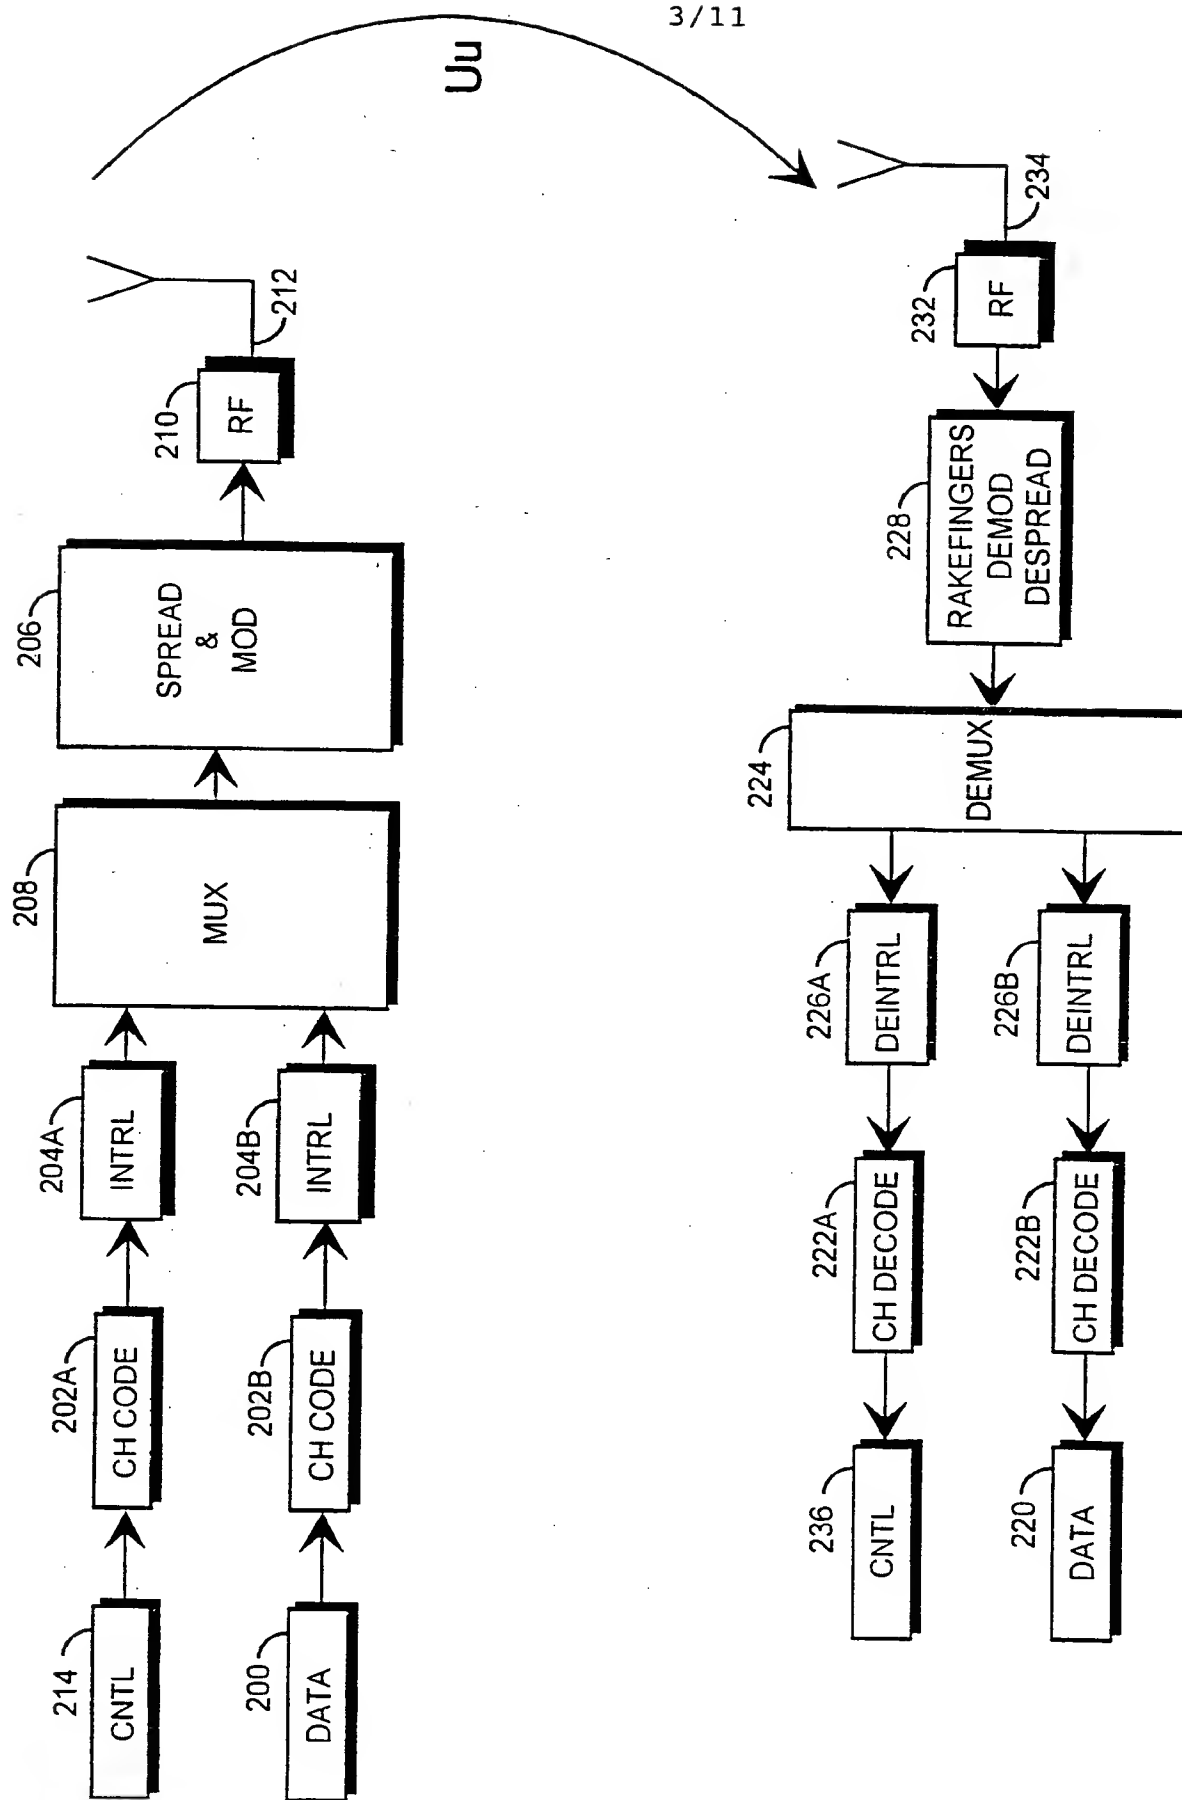 3/11
Uu
214
CNTL
202A
CH CODE
204A
INTRL
200
DATA
202B
CH CODE
204B
INTRL
208
MUX
206
SPREAD
&
MOD
210
RF
212
236
CNTL
222A
CH DECODE
226A
DEINTRL
220
DATA
222B
CH DECODE
226B
DEINTRL
224
DEMUX
228
RAKEFINGERS
DEMOD
DESPREAD
232
RF
234